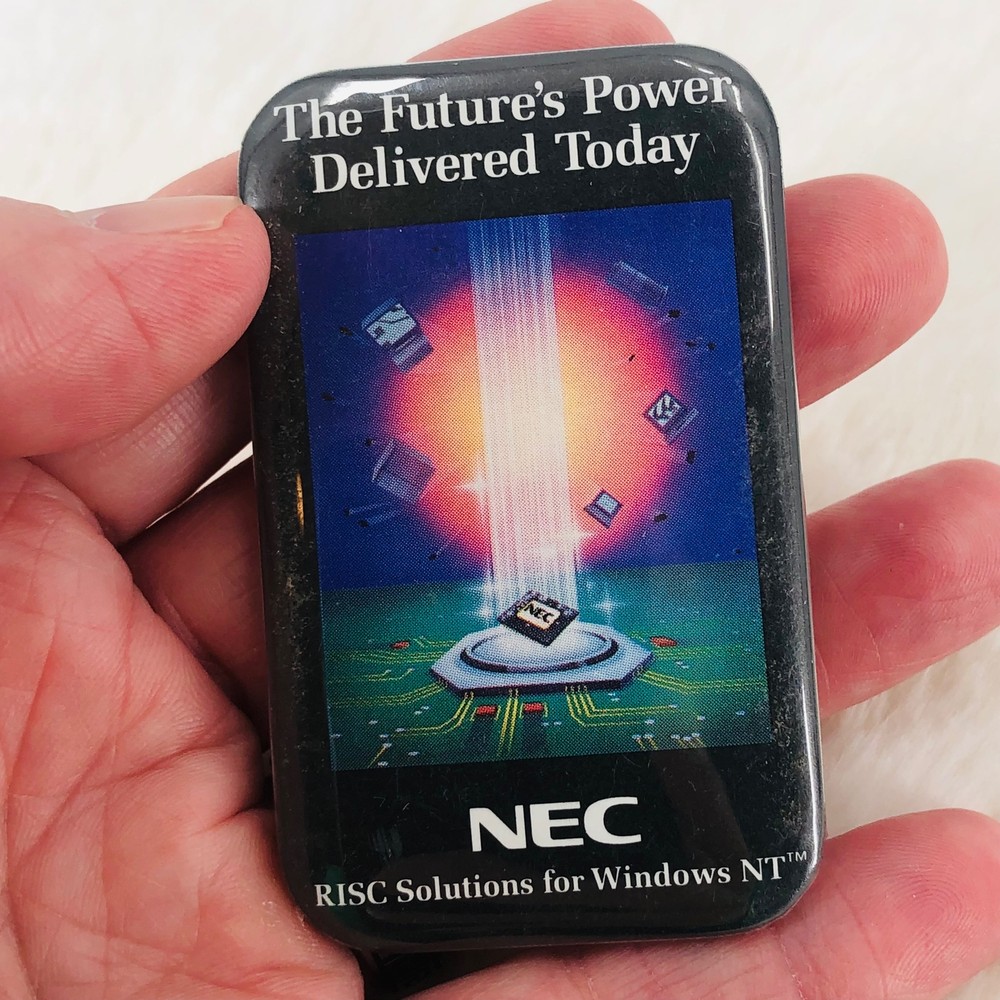 The Future's Power,
Delivered Today
NEC
NEC
RISC Solutions for Windows NT™